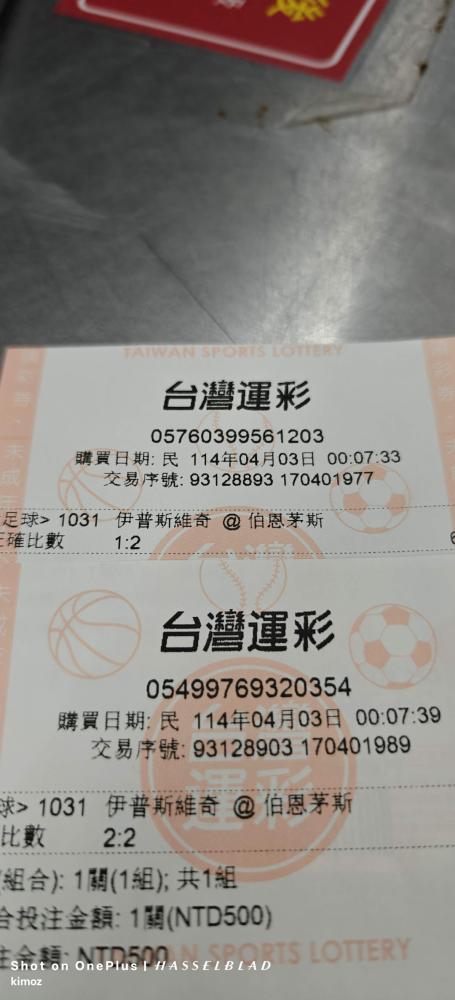 TAIWAN SPORTS LOTTERY
台灣運彩
05760399561203
購買日期: 民 114年04月03日 00:07:33
交易序號: 93128893 170401977
足球> 1031 伊普斯維奇 @ 伯恩茅斯
正確比數 1:2
台灣運彩
05499769320354
購買日期: 民 114年04月03日 00:07:39
交易序號: 93128903 170401989
球> 1031 伊普斯維奇 @ 伯恩茅斯
比數 2:2
(組合): 1關(1組); 共1組
合投注金額: 1關(NTD500)
注金額: NTD500
TAIWAN SPORTS LOTTERY
Shot on OnePlus | HASSELBLAD
kimoz